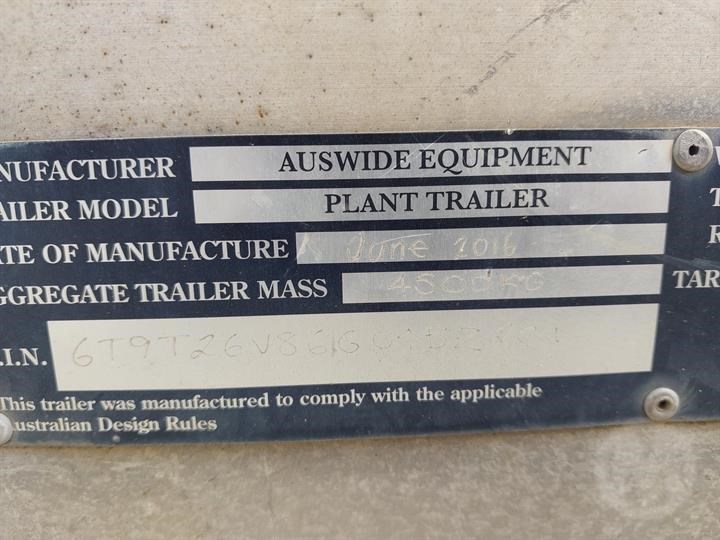 NUFACTURER AUSWIDE EQUIPMENT
AILER MODEL PLANT TRAILER
TE OF MANUFACTURE June 2016
GGREGATE TRAILER MASS 4500KG TAR
.I.N.
This trailer was manufactured to comply with the applicable
ustralian Design Rules